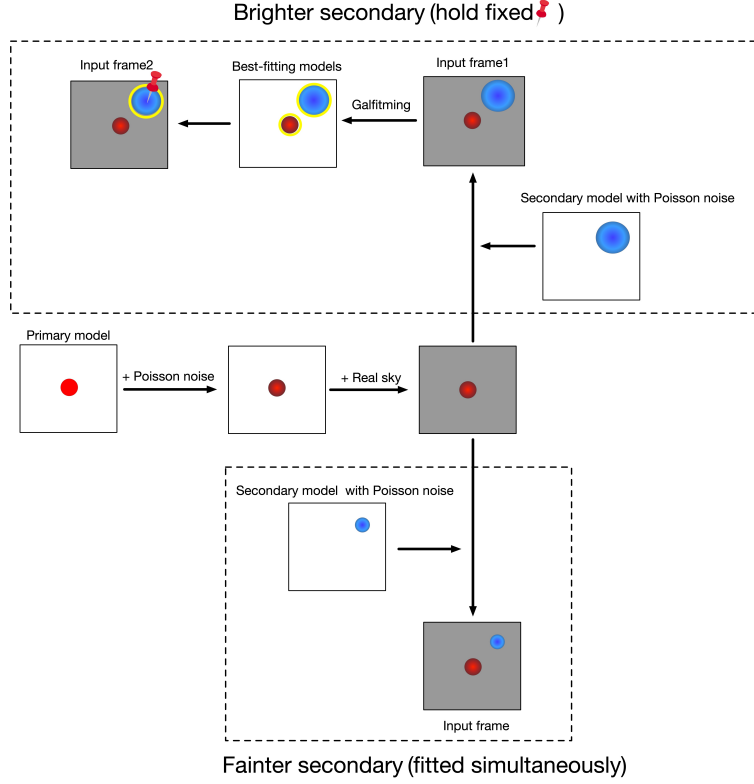 Brighter secondary (hold fixed )
Input frame2
Best-fitting models
Input frame1
Galfitming
Secondary model with Poisson noise
Primary model
+ Poisson noise
+ Real sky
Secondary model with Poisson noise
Input frame
Fainter secondary (fitted simultaneously)